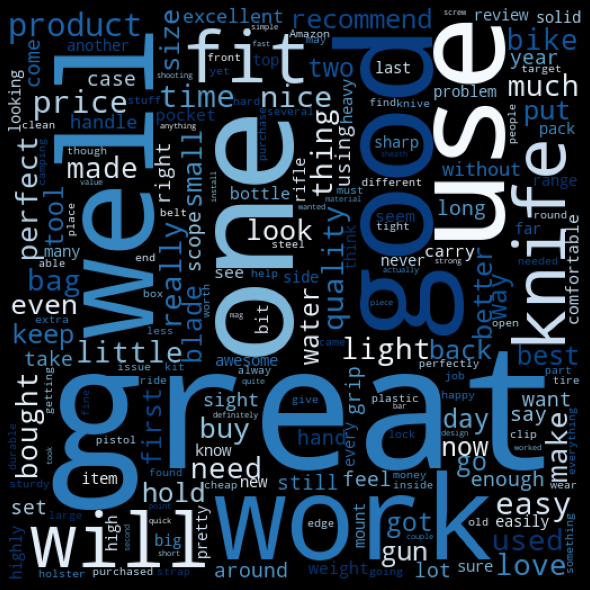 product
another
come
size
excellent
simple
fast
recommend
Amazon
may
screw
review
solid
looking
well
fit
front
yet
top
two
last
good
use
bike
year
case
shooting
stuff
hard
several
heavy
find
knive
problem
target
much
price
time
nice
clean
handle
pocket
purchase
thing
using
sharp
sheath
people
put
pack
anything
though
made
right
small
install
bottle
rifle
different
without
range
perfect
camping
value
place
tool
belt
scope
one
look
must
material
wanted
seem
tight
long
round
knife
many
able
end
really
steel
quality
think
never
carry
strong
far
needed
comfortable
bag
box
blade
see
help
side
actually
better
way
open
even
extra
less
worth
mag
bit
water
came
piece
keep
take
little
awesome
light
back
perfectly
best
issue
ride
kit
alway
quite
job
part
tire
getting
great
bought
first
sight
every
grip
plastic
happy
want
everything
fine
definitely
give
bar
durable
pistol
buy
hand
lock
day
design
say
make
took
found
know
money
inside
clip
worked
now
go
wear
sturdy
item
need
cheap
new
still
feel
enough
set
hold
will
high
quick
pretty
edge
work
mount
got
old
couple
easy
easily
large
point
second
short
big
gun
used
highly
something
holster
purchased
strap
around
weight
going
lot
sure
love